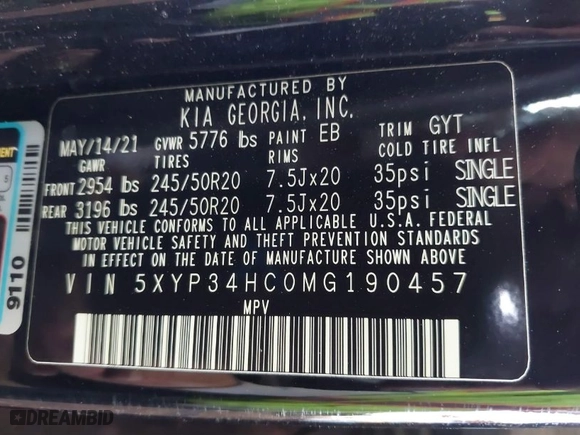 MANUFACTURED BY
KIA GEORGIA, INC.
MAY/14/21 GVWR 5776 lbs PAINT EB TRIM GYT
GAWR TIRES RIMS COLD TIRE INFL
FRONT 2954 lbs 245/50R20 7.5Jx20 35psi SINGLE
REAR 3196 lbs 245/50R20 7.5Jx20 35psi SINGLE
THIS VEHICLE CONFORMS TO ALL APPLICABLE U.S.A. FEDERAL
MOTOR VEHICLE SAFETY AND THEFT PREVENTION STANDARDS
IN EFFECT ON THE DATE OF MANUFACTURE SHOWN ABOVE.
VIN 5XYP34HC0MG190457
MPV
9110
DREAMBID